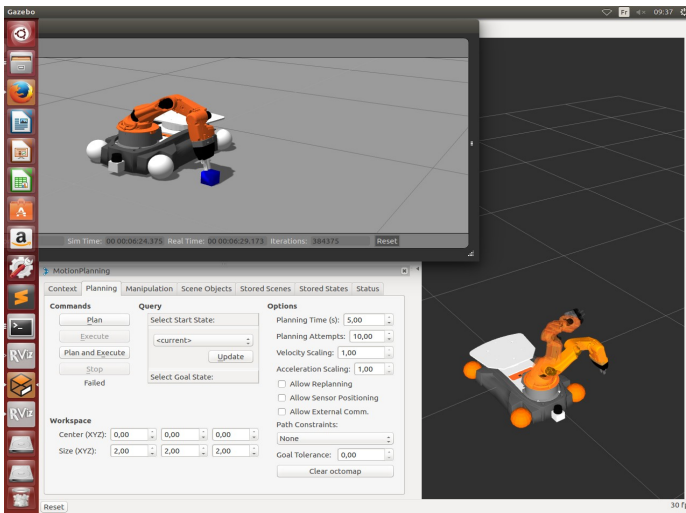 Gazebo
Fr
09:37
Sim Time: 00 00:06:24.375 Real Time: 00 00:06:29.173 Iterations: 384375 Reset
MotionPlanning
Context Planning Manipulation Scene Objects Stored Scenes Stored States Status
Commands Query Options
Plan Select Start State: Planning Time (s): 5,00
Execute <current> Planning Attempts: 10,00
Plan and Execute Update Velocity Scaling: 1,00
Stop Select Goal State: Acceleration Scaling: 1,00
Failed Allow Replanning
Allow Sensor Positioning
Allow External Comm.
Workspace Path Constraints:
Center (XYZ): 0,00 0,00 0,00 None
Size (XYZ): 2,00 2,00 2,00 Goal Tolerance: 0,00
Clear octomap
Reset
30 fp
RViz
RViz